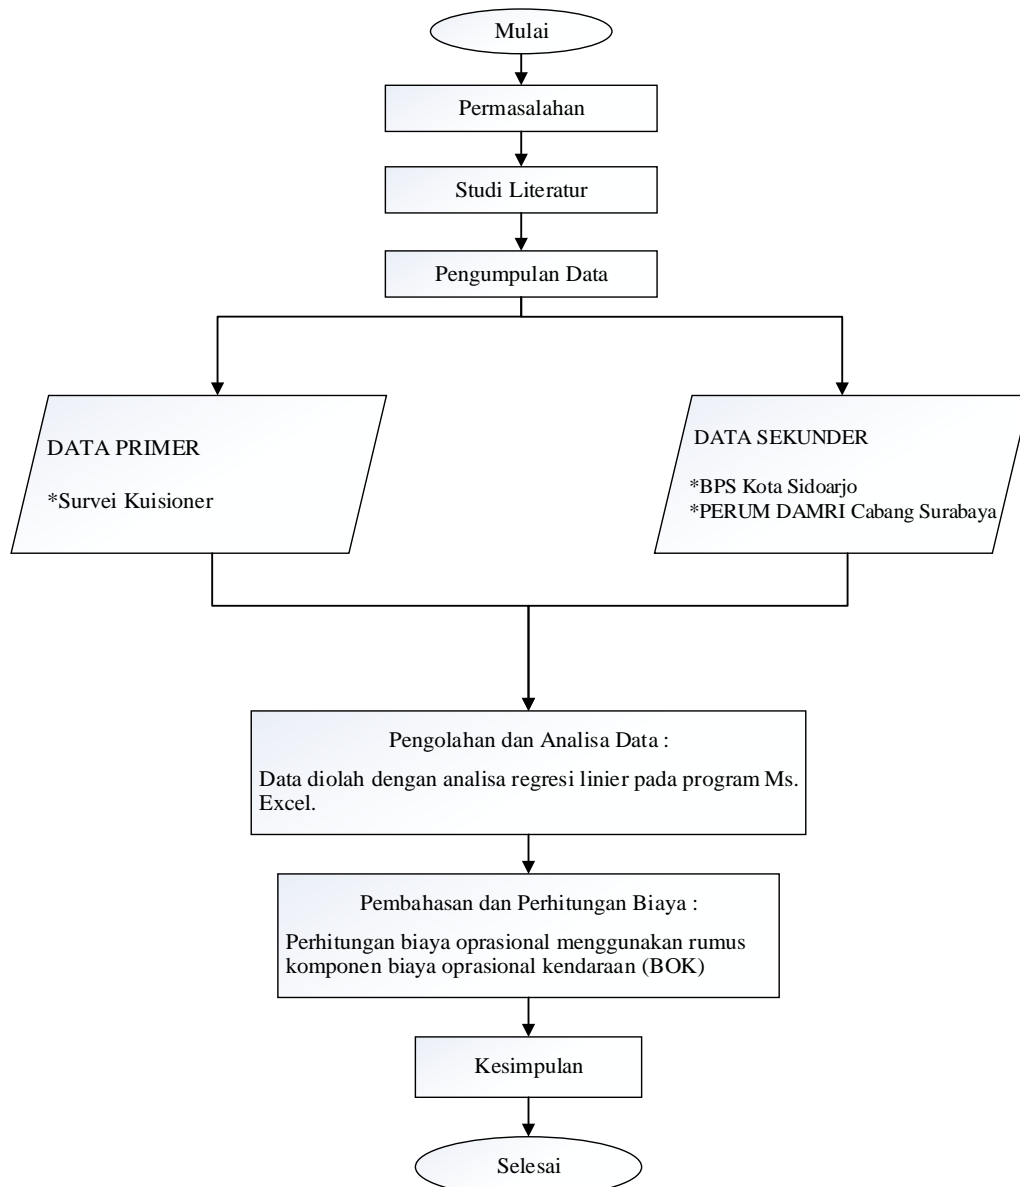 Mulai
Permasalahan
Studi Literatur
Pengumpulan Data
DATA PRIMER
*Survei Kuisioner
DATA SEKUNDER
*BPS Kota Sidoarjo
*PERUM DAMRI Cabang Surabaya
Pengolahan dan Analisa Data :
Data diolah dengan analisa regresi linier pada program Ms.
Excel.
Pembahasan dan Perhitungan Biaya :
Perhitungan biaya oprasional menggunakan rumus
komponen biaya oprasional kendaraan (BOK)
Kesimpulan
Selesai